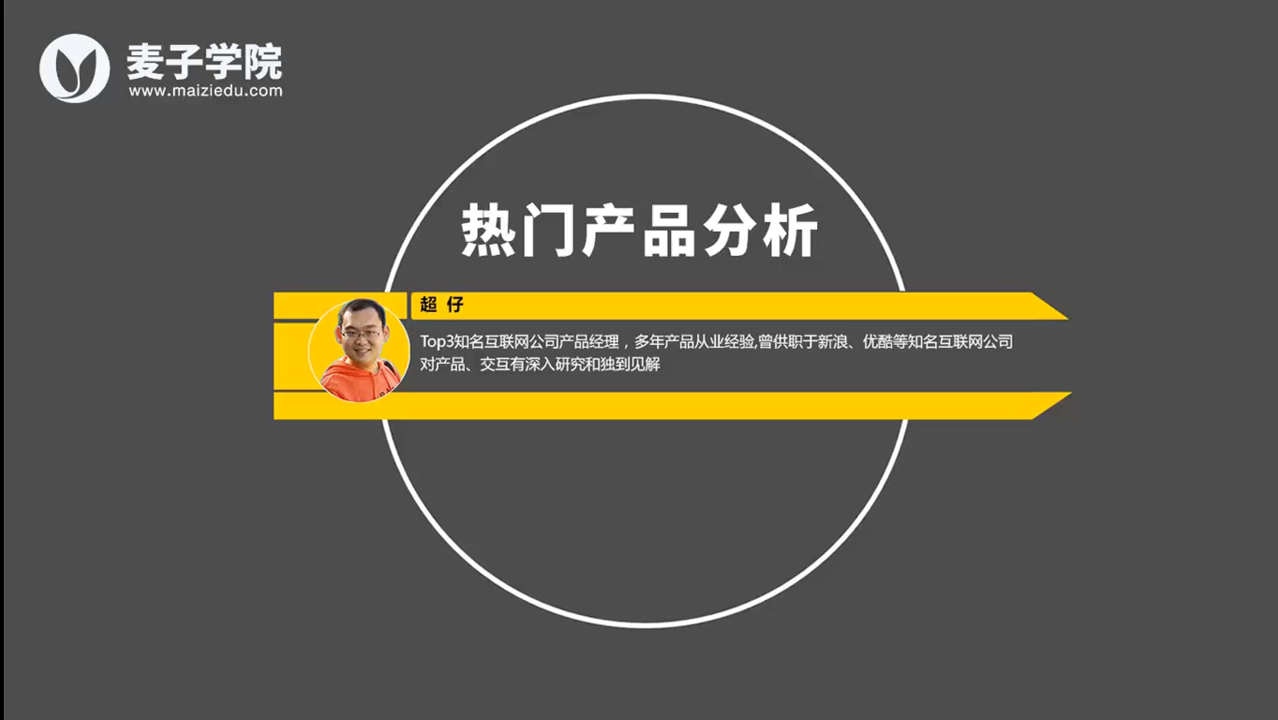 麦子学院
www.maiziedu.com
热门产品分析
超 仔
Top3知名互联网公司产品经理，多年产品从业经验,曾供职于新浪、优酷等知名互联网公司
对产品、交互有深入研究和独到见解